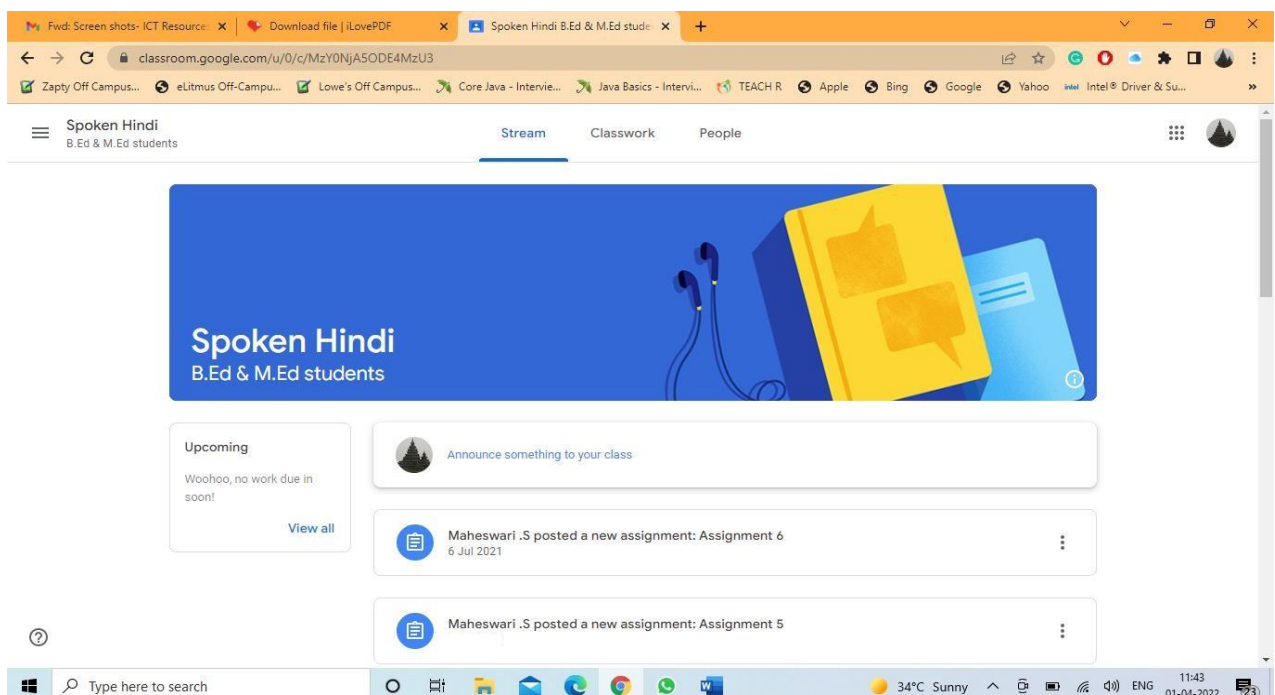 Fwd: Screen shots- ICT Resource
Download file | iLovePDF
Spoken Hindi B.Ed & M.Ed stude
classroom.google.com/u/0/c/MzY0NjA5ODE4MzU3
Zapty Off Campus...
eLitmus Off-Campu...
Lowe's Off Campus...
Core Java - Intervie...
Java Basics - Intervi...
TEACH R
Apple
Bing
Google
Yahoo
intel Intel® Driver & Su...
Spoken Hindi
B.Ed & M.Ed students
Stream
Classwork
People
Spoken Hindi
B.Ed & M.Ed students
Upcoming
Woohoo, no work due in
soon!
View all
Announce something to your class
Maheswari .S posted a new assignment: Assignment 6
6 Jul 2021
Maheswari .S posted a new assignment: Assignment 5
Type here to search
34°C Sunny
ENG
11:43
01-04-2022
23